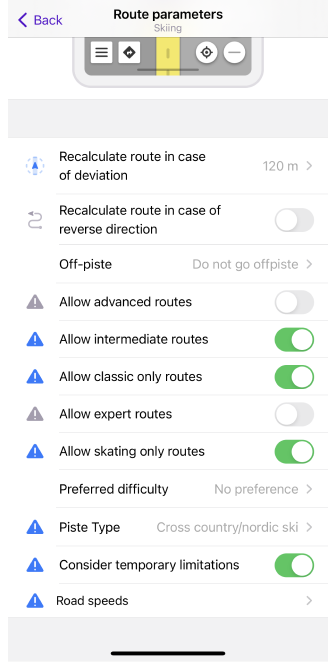 Back
Route parameters
Skiing
Recalculate route in case
of deviation
120 m
Recalculate route in case of
reverse direction
Off-piste
Do not go offpiste
Allow advanced routes
Allow intermediate routes
Allow classic only routes
Allow expert routes
Allow skating only routes
Preferred difficulty
No preference
Piste Type
Cross country/nordic ski
Consider temporary limitations
Road speeds